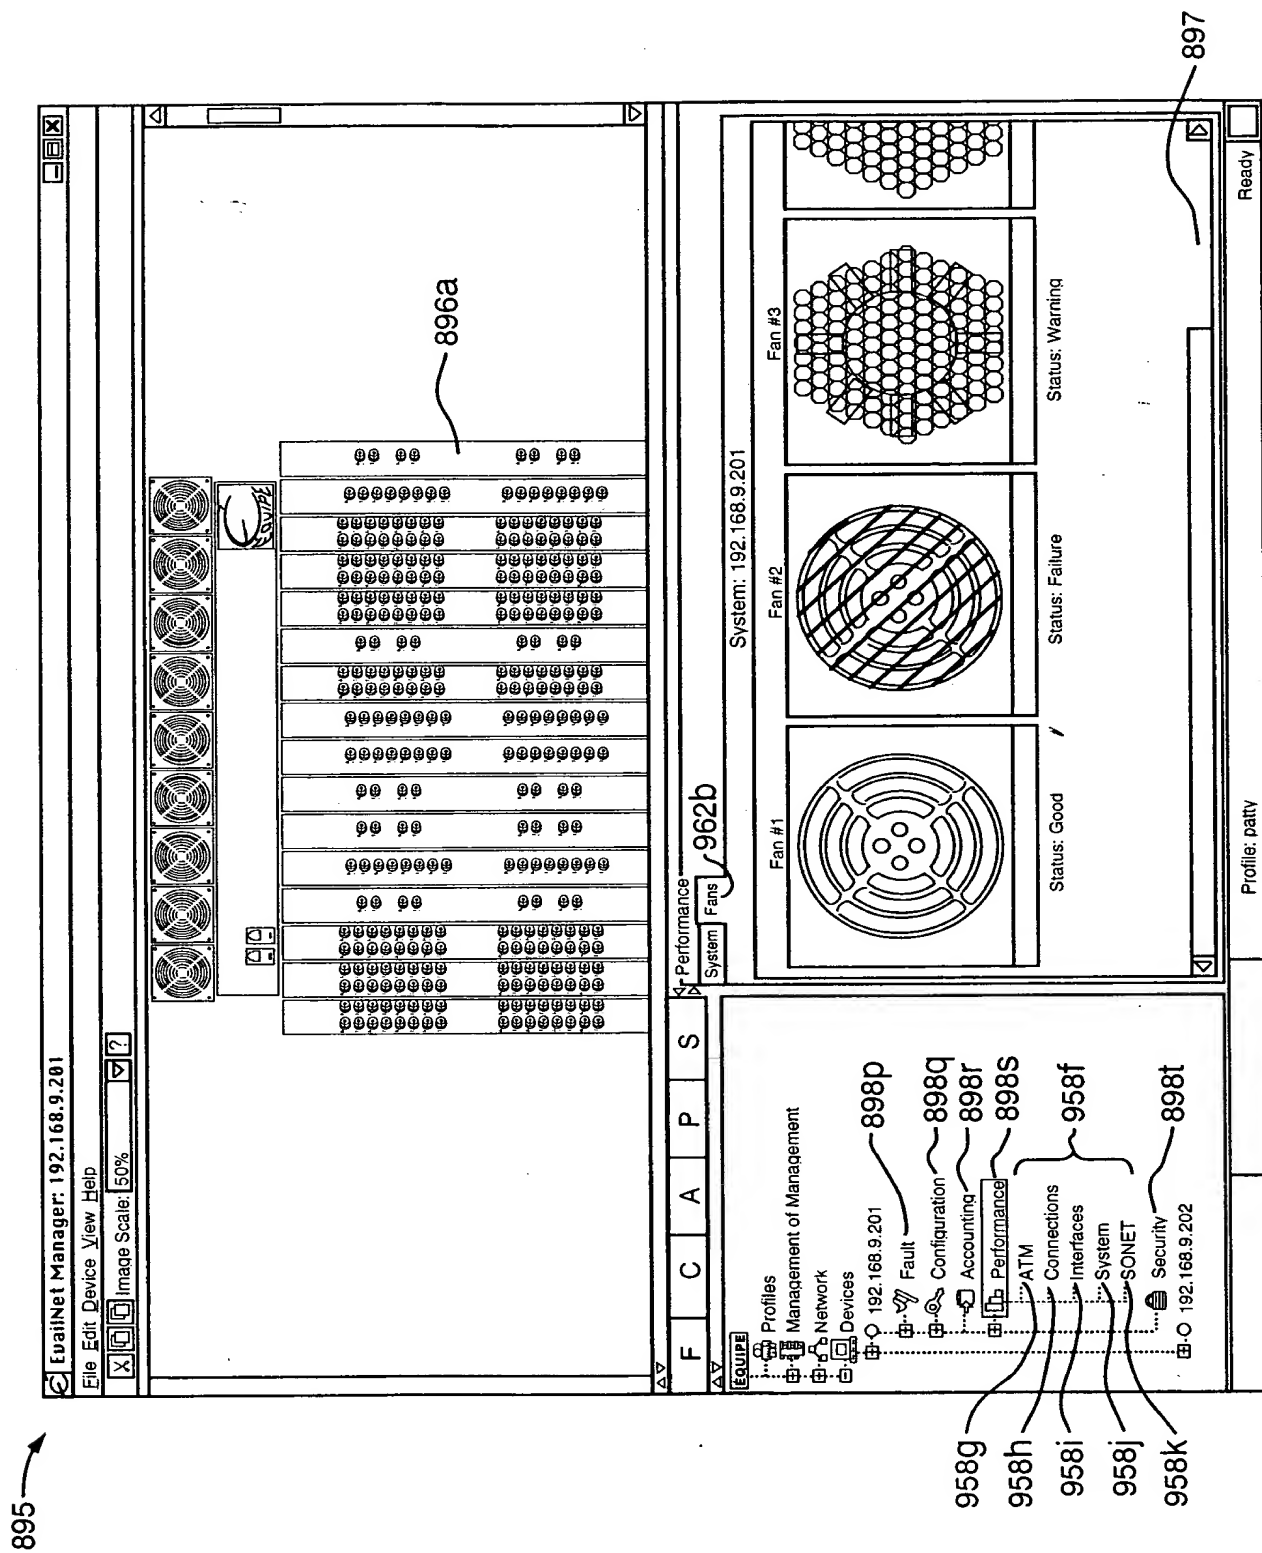 895
EvailNet Manager: 192.168.9.201
File Edit Device View Help
Image Scale: 50% ?
EQUIPE
896a
F C A P S
EQUIPE
Profiles
Management of Management
Network
Devices
192.168.9.201
Fault
Configuration
Accounting
Performance
ATM
Connections
Interfaces
System
SONET
Security
192.168.9.202
898p
898q
898r
898s
958f
898t
958g
958h
958i
958j
958k
Performance
System Fans
962b
System: 192.168.9.201
Fan #1
Fan #2
Fan #3
Status: Good
Status: Failure
Status: Warning
897
Profile: patty
Ready